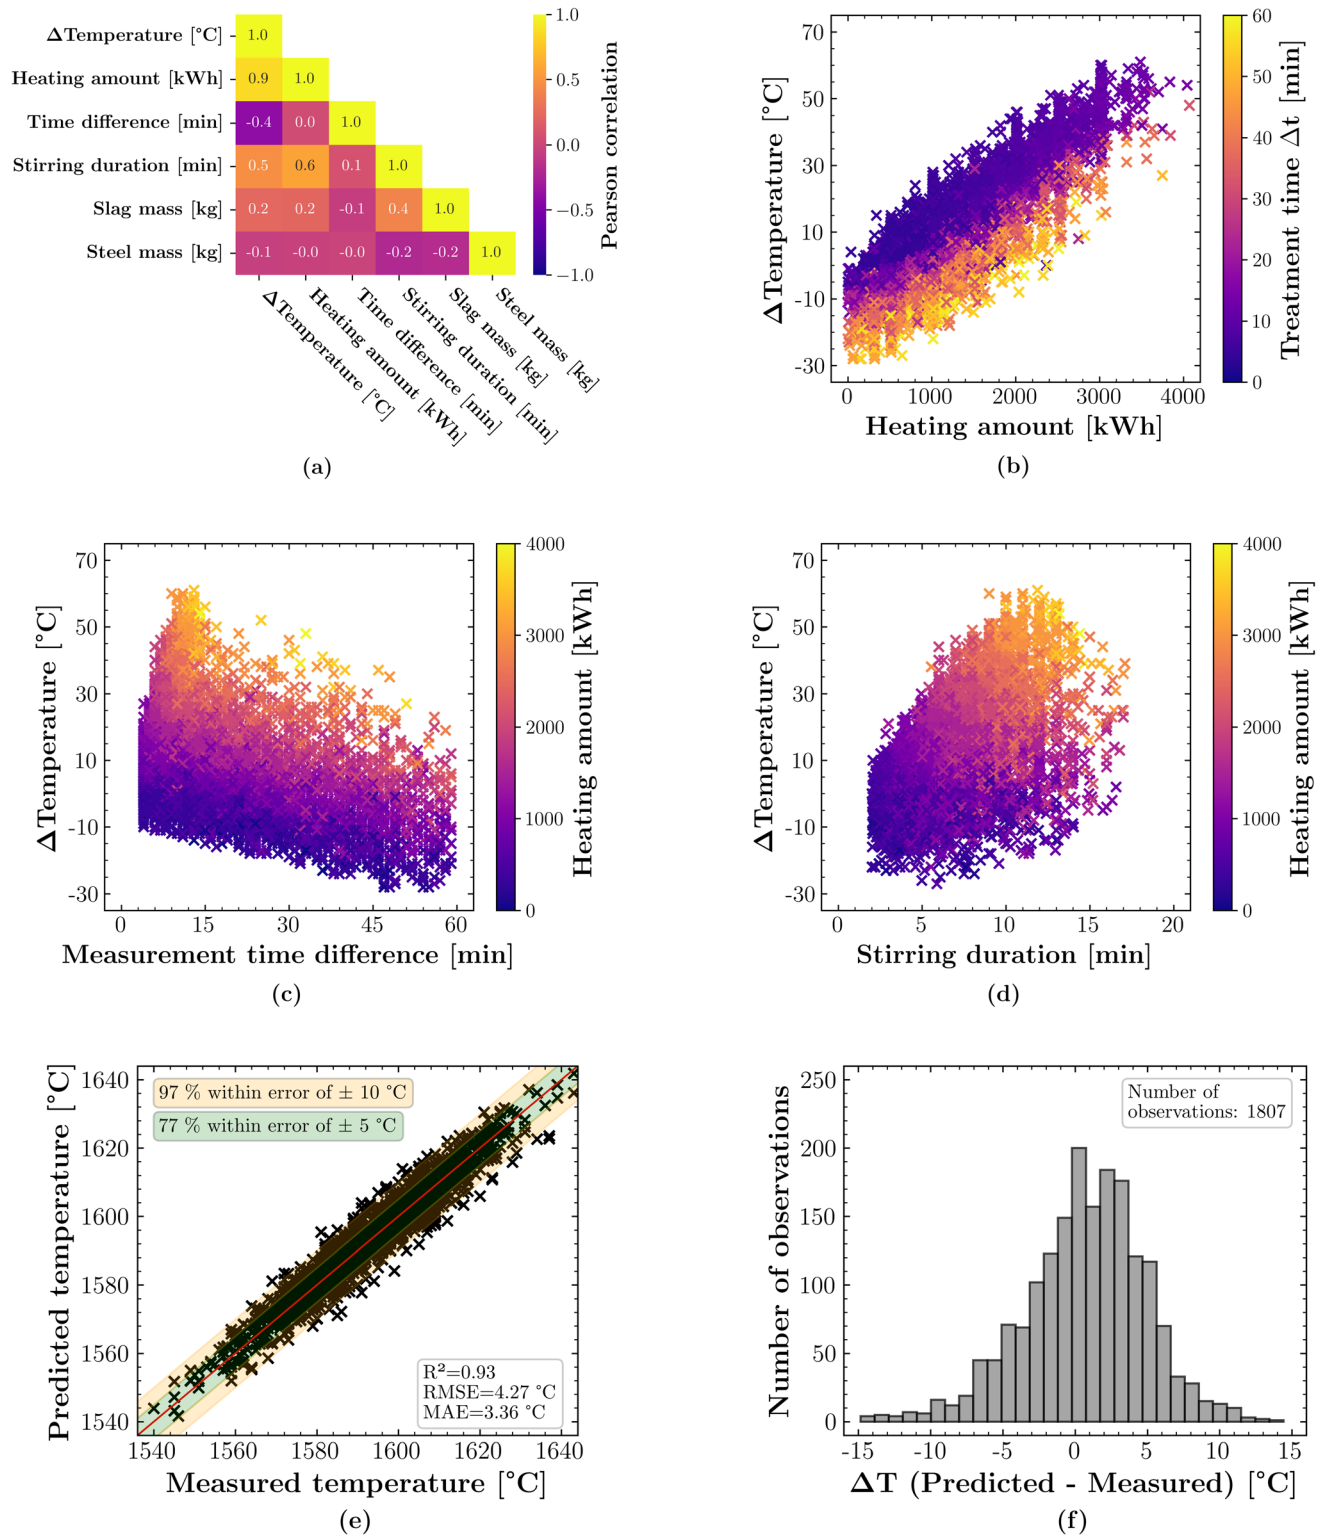 ΔTemperature [°C]
Heating amount [kWh]
Time difference [min]
Stirring duration [min]
Slag mass [kg]
Steel mass [kg]
1.0
0.9 1.0
-0.4 0.0 1.0
0.5 0.6 0.1 1.0
0.2 0.2 -0.1 0.4 1.0
-0.1 -0.0 -0.0 -0.2 -0.2 1.0
ΔTemperature [°C]
Heating amount [kWh]
Time difference [min]
Stirring duration [min]
Slag mass [kg]
Steel mass [kg]
1.0
0.5
0.0
−0.5
−1.0
Pearson correlation
(a)
ΔTemperature [°C]
70
50
30
10
-10
-30
0 1000 2000 3000 4000
Heating amount [kWh]
60
50
40
30
20
10
0
Treatment time Δt [min]
(b)
ΔTemperature [°C]
70
50
30
10
-10
-30
0 15 30 45 60
Measurement time difference [min]
4000
3000
2000
1000
0
Heating amount [kWh]
(c)
ΔTemperature [°C]
70
50
30
10
-10
-30
0 5 10 15 20
Stirring duration [min]
4000
3000
2000
1000
0
Heating amount [kWh]
(d)
Predicted temperature [°C]
1640
1620
1600
1580
1560
1540
97 % within error of ± 10 °C
77 % within error of ± 5 °C
R²=0.93
RMSE=4.27 °C
MAE=3.36 °C
1540 1560 1580 1600 1620 1640
Measured temperature [°C]
(e)
Number of observations
250
200
150
100
50
0
Number of
observations: 1807
-15 -10 -5 0 5 10 15
ΔT (Predicted - Measured) [°C]
(f)